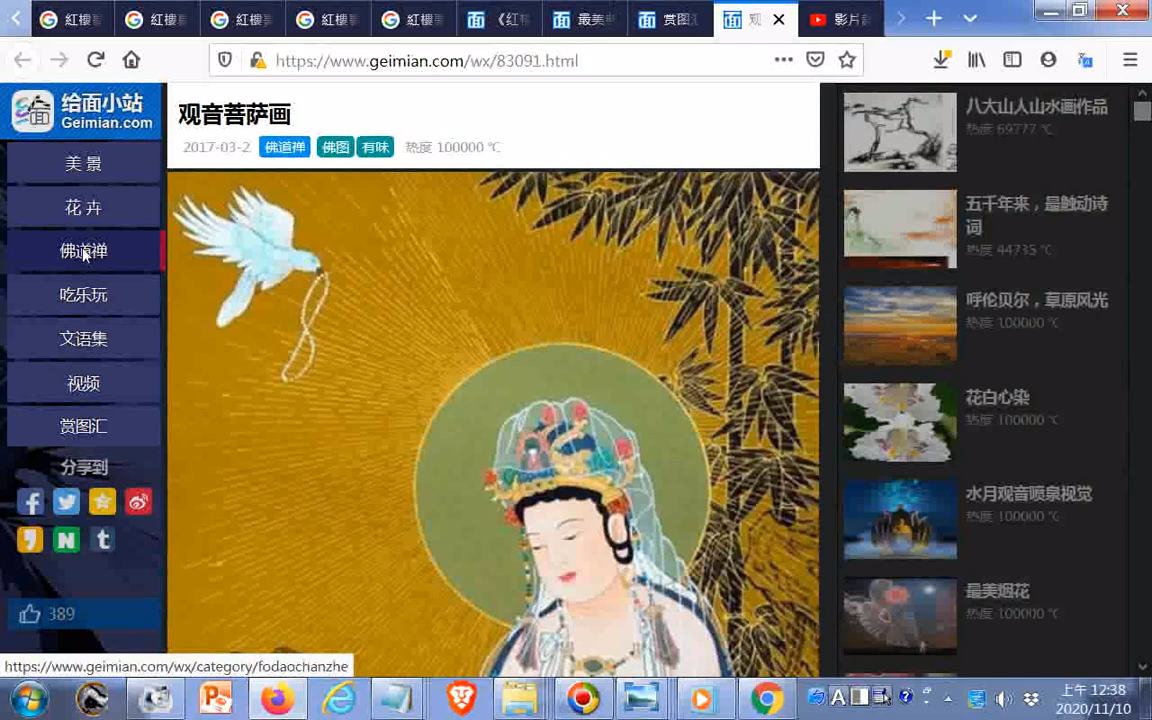 紅樓
紅樓
紅樓
紅樓
紅樓
《红
最美
赏图
观
影片
https://www.geimian.com/wx/83091.html
给面小站
Geimian.com
美 景
花 卉
佛道禅
吃乐玩
文语集
视频
赏图汇
分享到
389
观音菩萨画
2017-03-2
佛道禅
佛图
有味
热度 100000 ℃
八大山人山水画作品
热度 69777 ℃
五千年来，最触动诗
词
热度 44735 ℃
呼伦贝尔，草原风光
热度 100000 ℃
花白心染
热度 100000 ℃
水月观音喷泉视觉
热度 100000 ℃
最美烟花
热度 100000 ℃
https://www.geimian.com/wx/category/fodaochanzhe
上午 12:38
2020/11/10